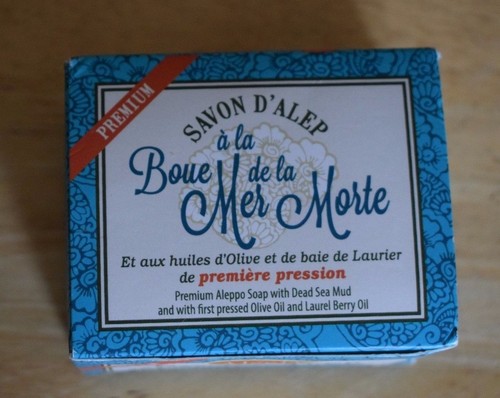 PREMIUM
SAVON D'ALEP
à la
Boue de la
Mer Morte
Et aux huiles d'Olive et de baie de Laurier
de première pression
Premium Aleppo Soap with Dead Sea Mud
and with first pressed Olive Oil and Laurel Berry Oil